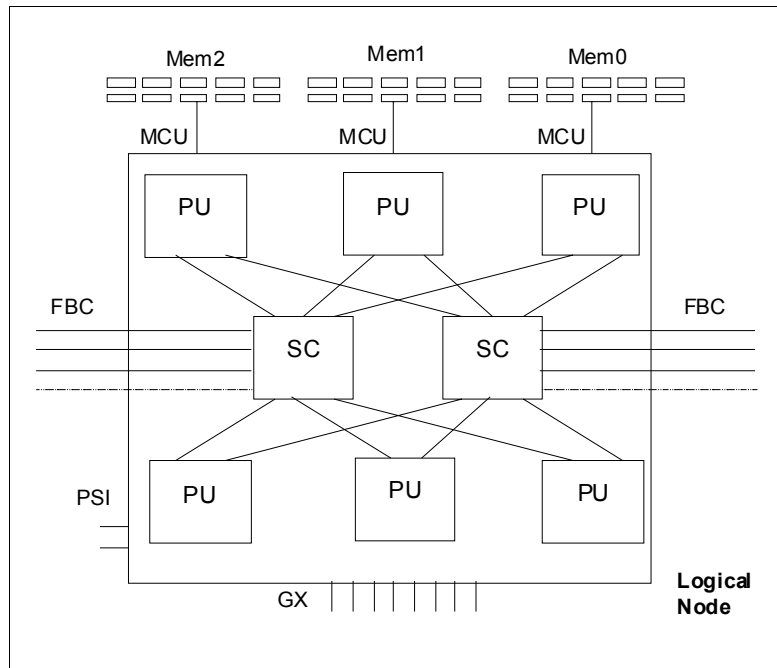 Mem2
Mem1
Mem0
MCU
MCU
MCU
PU
PU
PU
FBC
FBC
SC
SC
PSI
PU
PU
PU
GX
Logical
Node